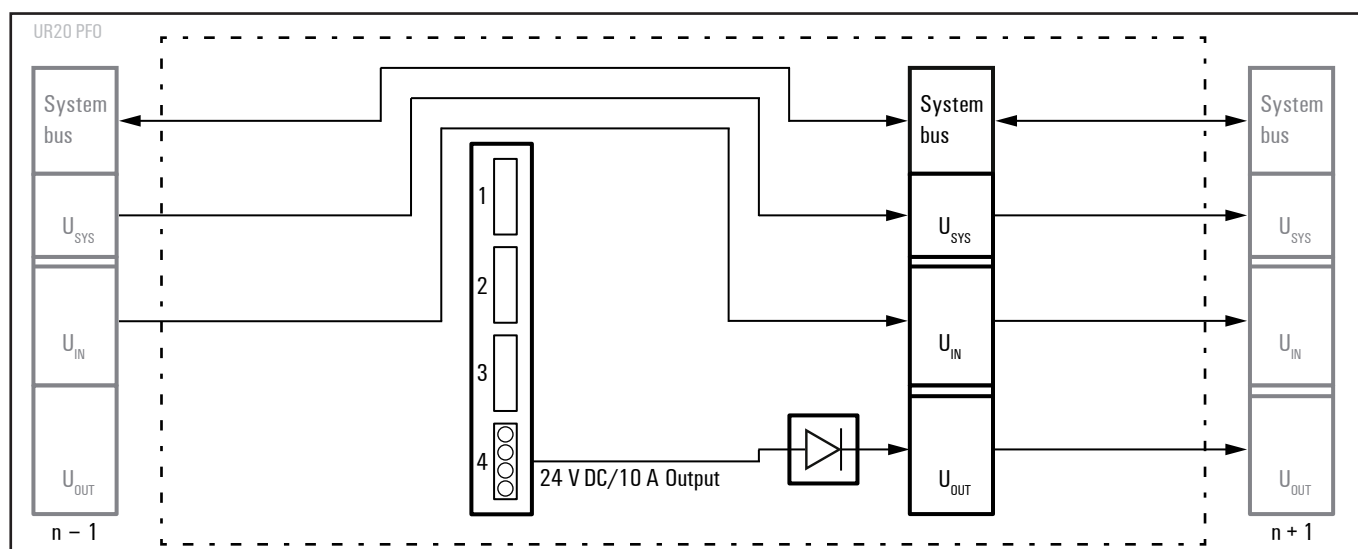 UR20 PFO
System
bus
U_SYS
U_IN
U_OUT
n – 1
1
2
3
4
24 V DC/10 A Output
System
bus
U_SYS
U_IN
U_OUT
System
bus
U_SYS
U_IN
U_OUT
n + 1